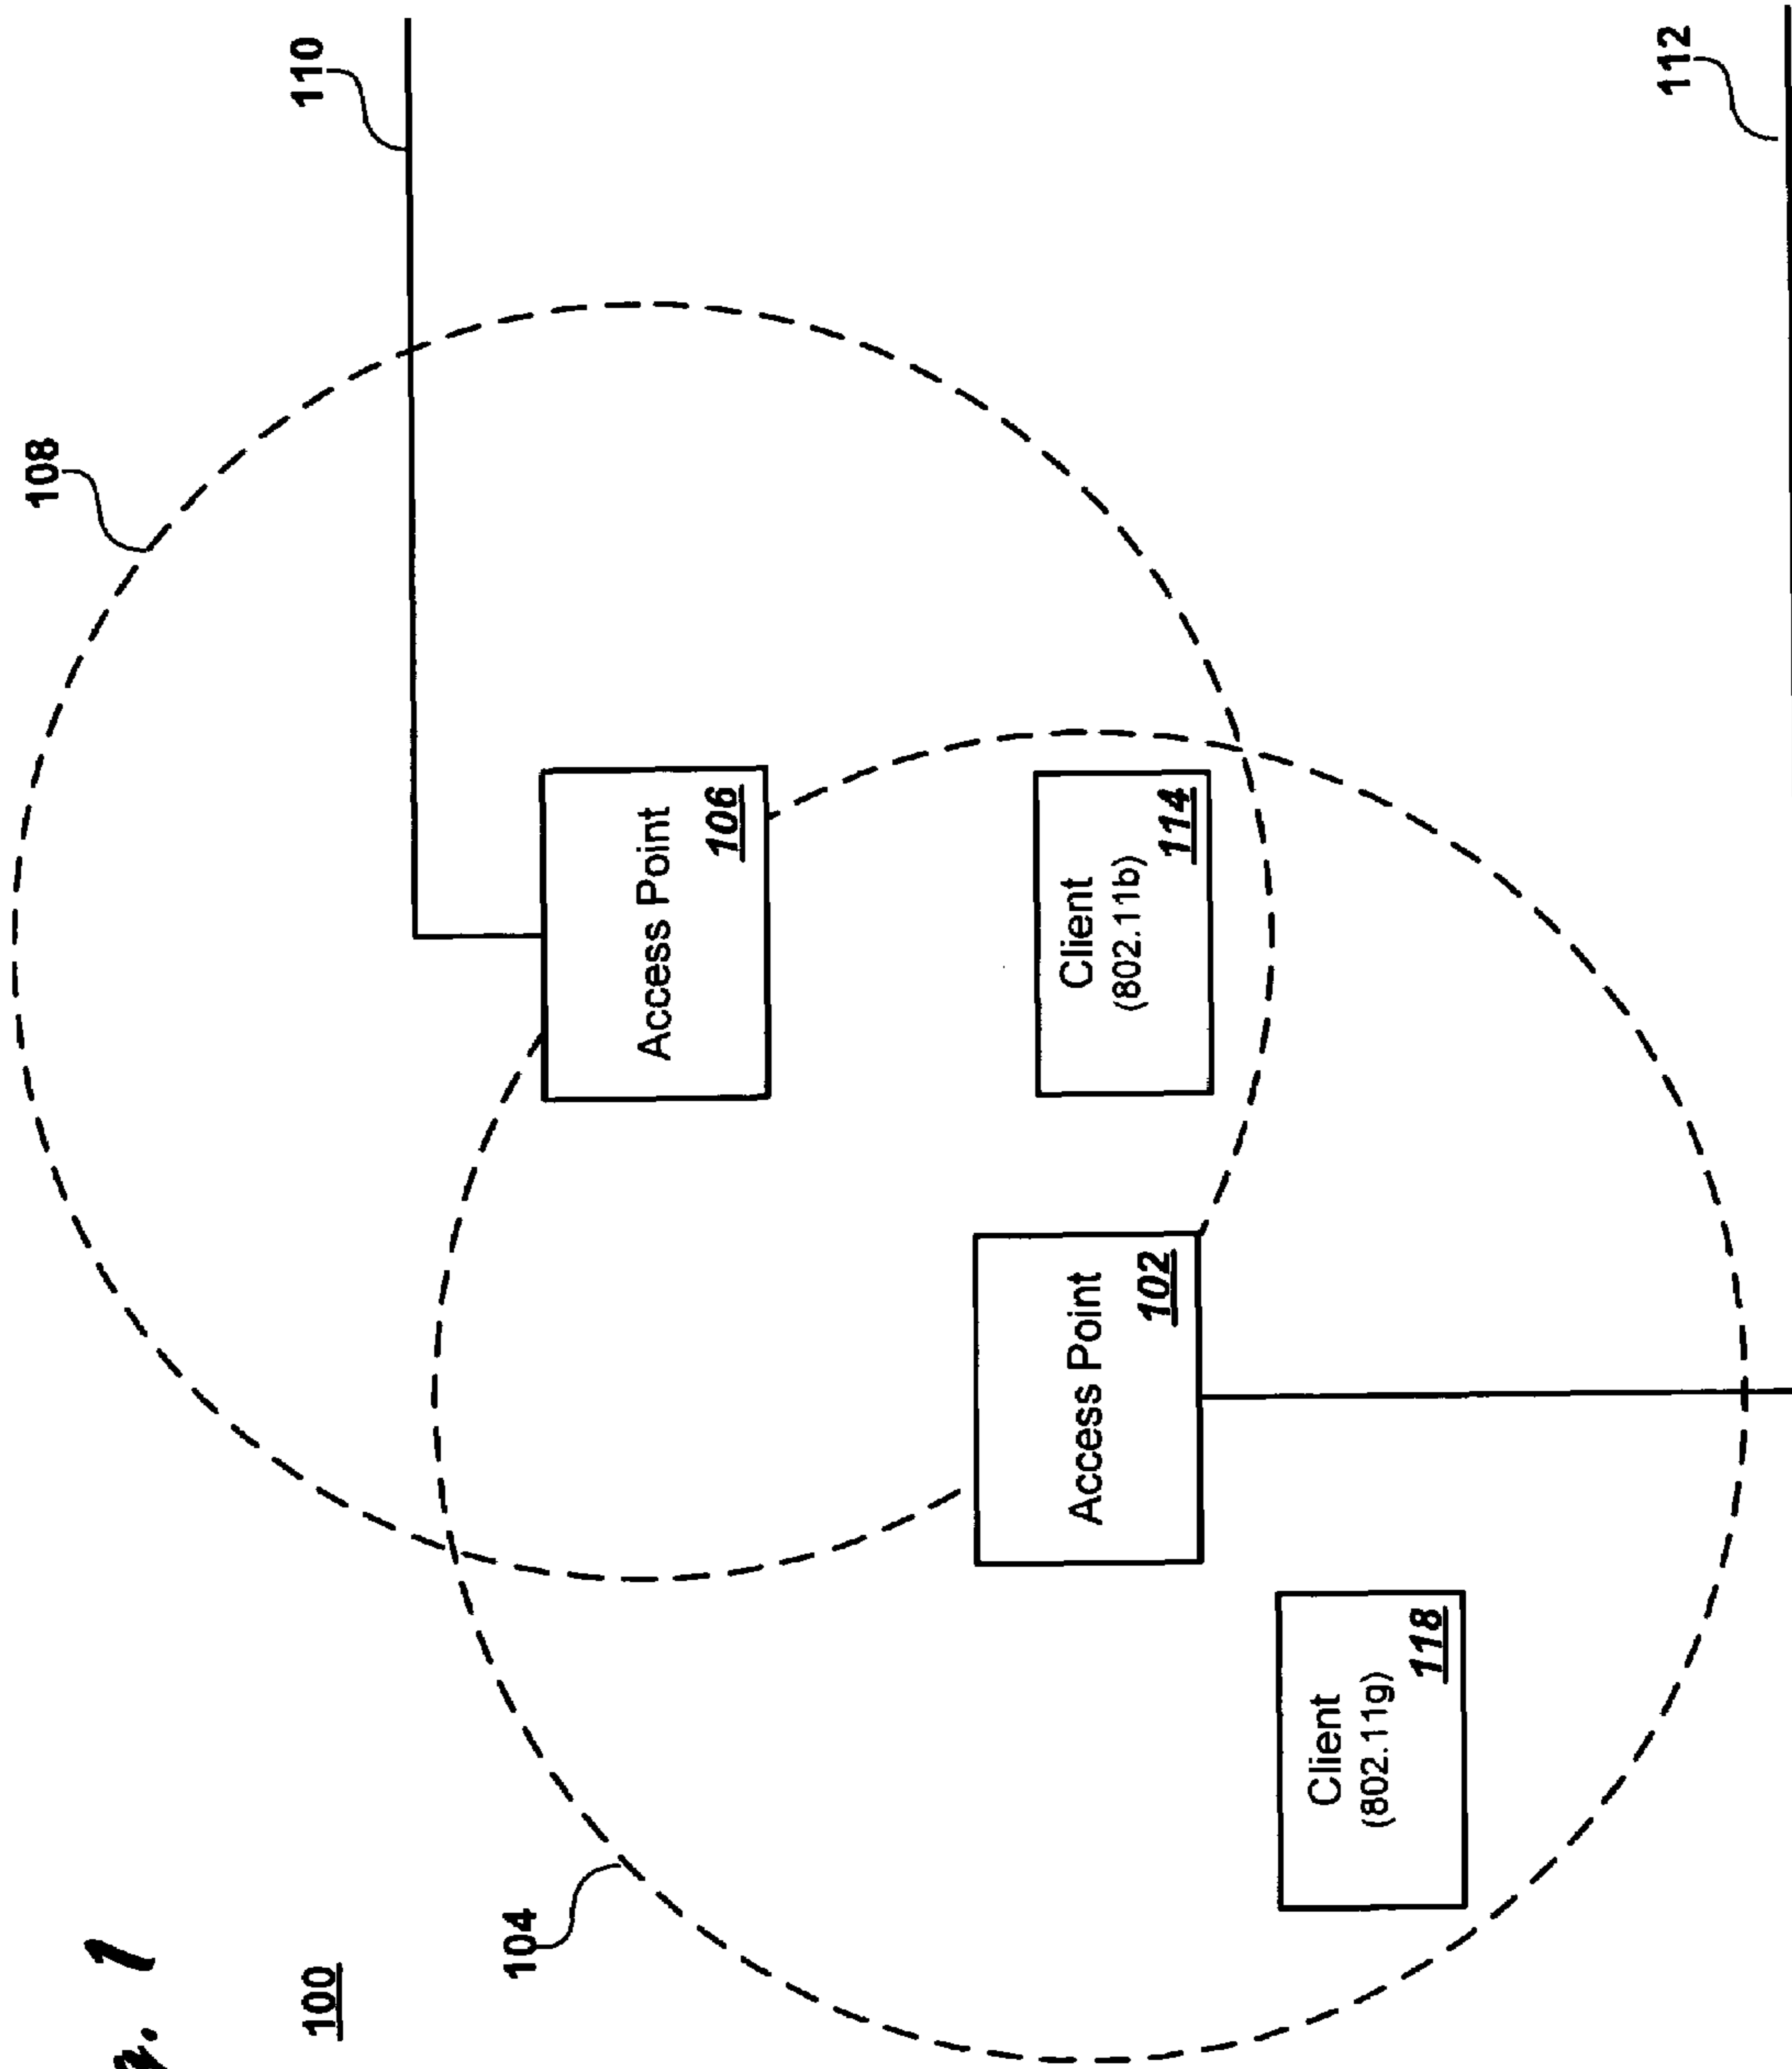 1
108
100
110
104
Access Point
106
Access Point
102
Client
(802.11b)
114
Client
(802.11g)
118
112